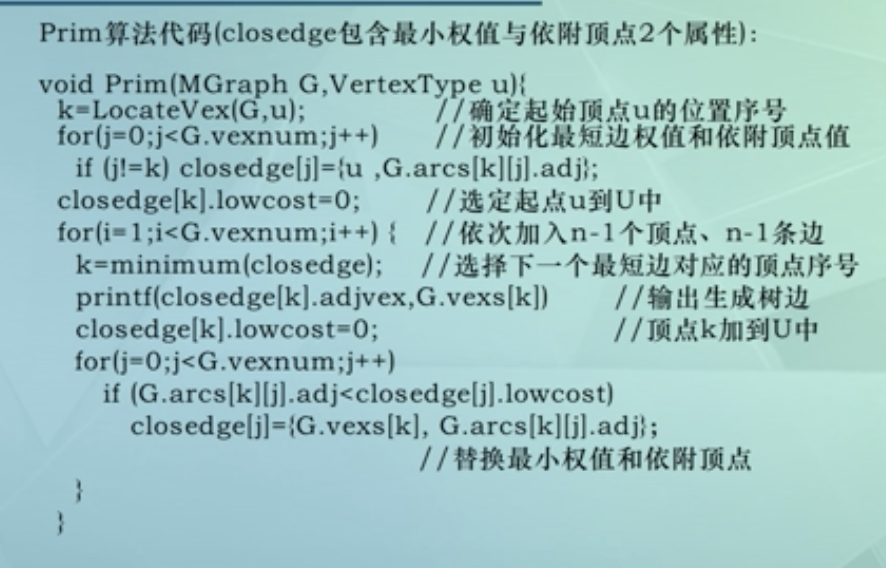 Prim算法代码(closedge包含最小权值与依附顶点2个属性):
void Prim(MGraph G,VertexType u){
k=LocateVex(G,u); //确定起始顶点u的位置序号
for(j=0;j<G.vexnum;j++) //初始化最短边权值和依附顶点值
if (j!=k) closedge[j]={u ,G.arcs[k][j].adj};
closedge[k].lowcost=0; //选定起点u到U中
for(i=1;i<G.vexnum;i++) { //依次加入n-1个顶点、n-1条边
k=minimum(closedge); //选择下一个最短边对应的顶点序号
printf(closedge[k].adjvex,G.vexs[k]) //输出生成树边
closedge[k].lowcost=0; //顶点k加到U中
for(j=0;j<G.vexnum;j++)
if (G.arcs[k][j].adj<closedge[j].lowcost)
closedge[j]={G.vexs[k], G.arcs[k][j].adj};
//替换最小权值和依附顶点
}
}